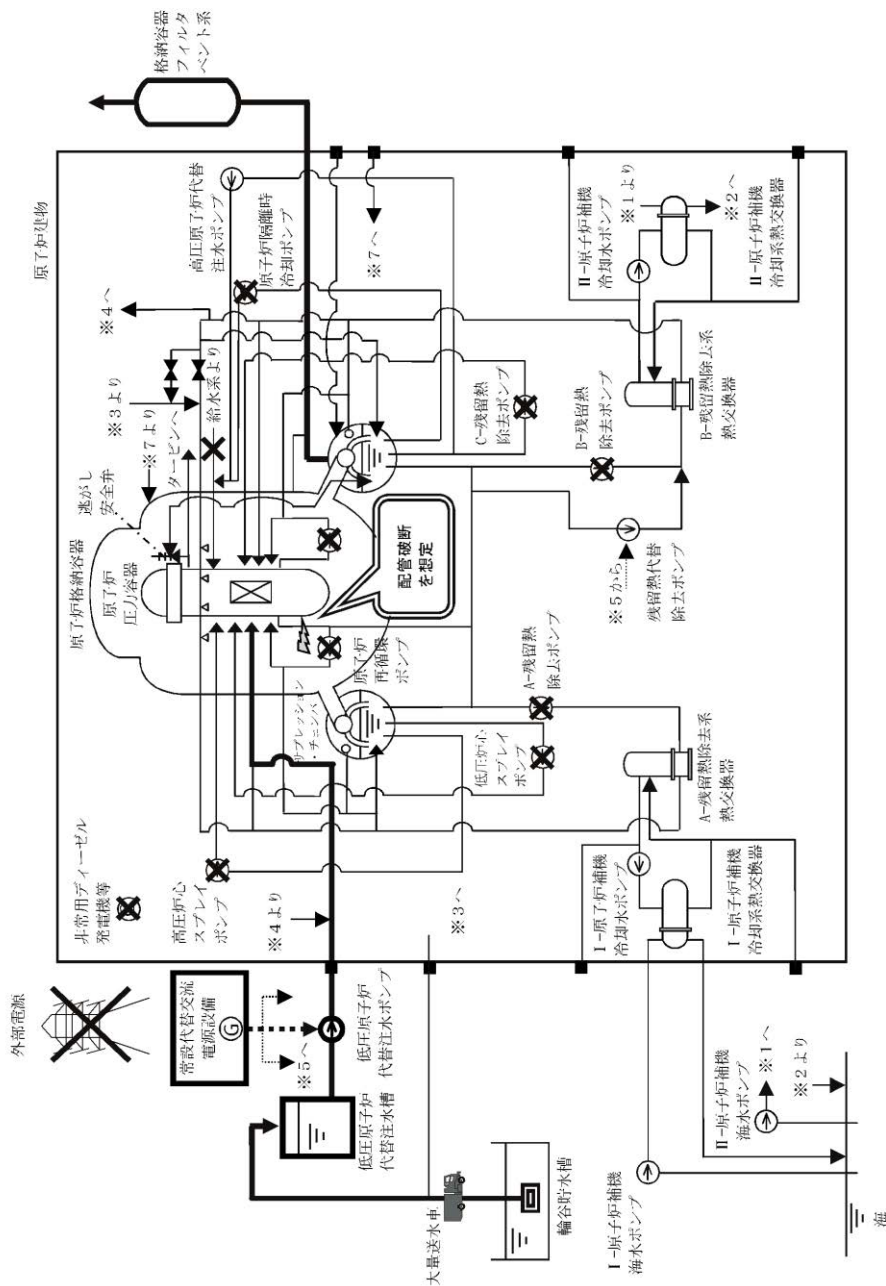 外部電源
非常用ディーゼル
発電機等
常設代替交流
電源設備
G
※5へ
低圧原子炉
代替注水ポンプ
低圧原子炉
代替注水槽
大量送水車
輪谷貯水槽
高圧炉心
スプレイ
ポンプ
※4より
※3へ
原子炉建物
原子炉格納容器
原子炉
圧力容器
逃がし
安全弁
※7より
タービンへ
※3より
給水系より
※4へ
高圧原子炉代替
注水ポンプ
原子炉隔離時
冷却ポンプ
※7へ
格納容器
フィルタ
ベント系
サプレッション
・チェンバ
原子炉
再循環
ポンプ
配管破断
を想定
低圧炉心
スプレイ
ポンプ
A-残留熱
除去ポンプ
A-残留熱除去系
熱交換器
※5から
残留熱代替
除去ポンプ
B-残留熱
除去ポンプ
C-残留熱
除去ポンプ
B-残留熱除去系
熱交換器
Ⅰ-原子炉補機
冷却水ポンプ
Ⅰ-原子炉補機
冷却系熱交換器
Ⅱ-原子炉補機
冷却水ポンプ
※1より
※2へ
Ⅱ-原子炉補機
冷却系熱交換器
Ⅰ-原子炉補機
海水ポンプ
Ⅱ-原子炉補機
海水ポンプ
※1へ
※2より
海